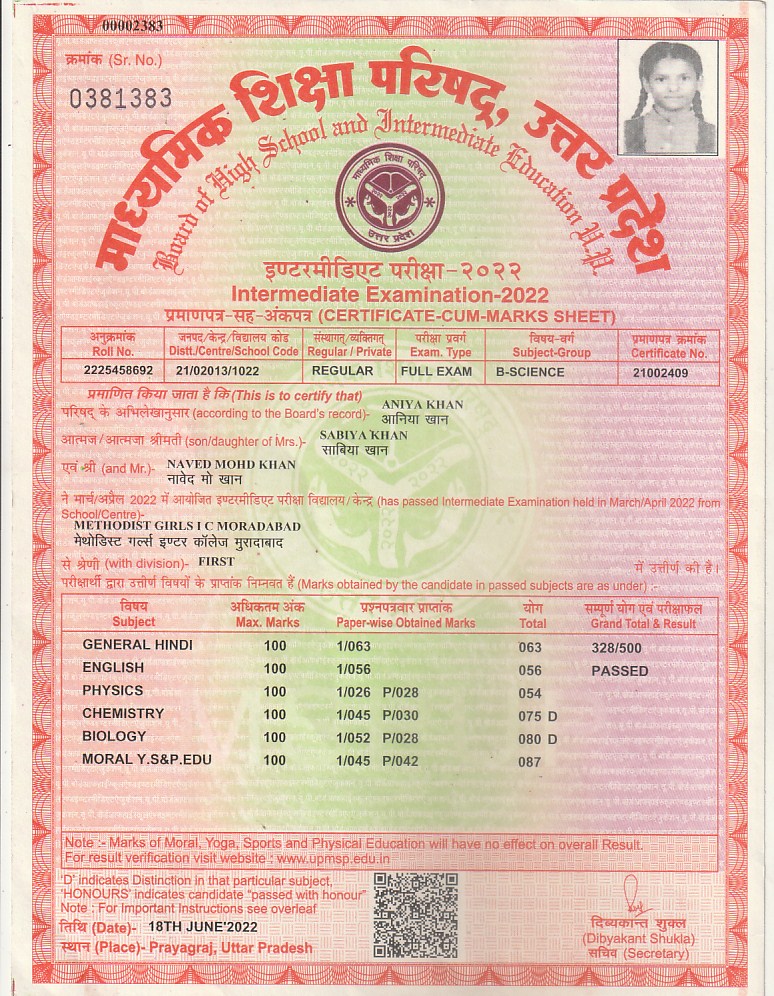 00002383
क्रमांक (Sr. No.)
0381383
माध्यमिक शिक्षा परिषद्, उत्तर प्रदेश
Board of High School and Intermediate Education U.P.
माध्यमिक शिक्षा परिषद्
उत्तर प्रदेश
इण्टरमीडिएट परीक्षा-२०२२
Intermediate Examination-2022
प्रमाणपत्र-सह-अंकपत्र (CERTIFICATE-CUM-MARKS SHEET)
अनुक्रमांक जनपद/केन्द्र/विद्यालय कोड संस्थागत्/व्यक्तिगत् परीक्षा प्रवर्ग विषय-वर्ग प्रमाणपत्र क्रमांक
Roll No. Distt./Centre/School Code Regular / Private Exam. Type Subject-Group Certificate No.
2225458692 21/02013/1022 REGULAR FULL EXAM B-SCIENCE 21002409
प्रमाणित किया जाता है कि (This is to certify that)
परिषद् के अभिलेखानुसार (according to the Board's record)- ANIYA KHAN
आनिया खान
आत्मज/आत्मजा श्रीमती (son/daughter of Mrs.)- SABIYA KHAN
साबिया खान
एवं श्री (and Mr.)- NAVED MOHD KHAN
नावेद मो खान
ने मार्च/अप्रैल 2022 में आयोजित इण्टरमीडिएट परीक्षा विद्यालय/केन्द्र (has passed Intermediate Examination held in March/April 2022 from
School/Centre)-
METHODIST GIRLS I C MORADABAD
मेथोडिस्ट गर्ल्स इण्टर कॉलेज मुरादाबाद
से श्रेणी (with division)- FIRST में उत्तीर्ण की है।
परीक्षार्थी द्वारा उत्तीर्ण विषयों के प्राप्तांक निम्नवत हैं (Marks obtained by the candidate in passed subjects are as under) :-
विषय अधिकतम अंक प्रश्नपत्रवार प्राप्तांक योग सम्पूर्ण योग एवं परीक्षाफल
Subject Max. Marks Paper-wise Obtained Marks Total Grand Total & Result
GENERAL HINDI 100 1/063 063 328/500
ENGLISH 100 1/056 056 PASSED
PHYSICS 100 1/026 P/028 054
CHEMISTRY 100 1/045 P/030 075 D
BIOLOGY 100 1/052 P/028 080 D
MORAL Y.S&P.EDU 100 1/045 P/042 087
Note :- Marks of Moral, Yoga, Sports and Physical Education will have no effect on overall Result.
For result verification visit website : www.upmsp.edu.in
'D' indicates Distinction in that particular subject,
'HONOURS' indicates candidate "passed with honour"
Note : For Important Instructions see overleaf
तिथि (Date)- 18TH JUNE'2022
स्थान (Place)- Prayagraj, Uttar Pradesh
दिव्यकान्त शुक्ल
(Dibyakant Shukla)
सचिव (Secretary)